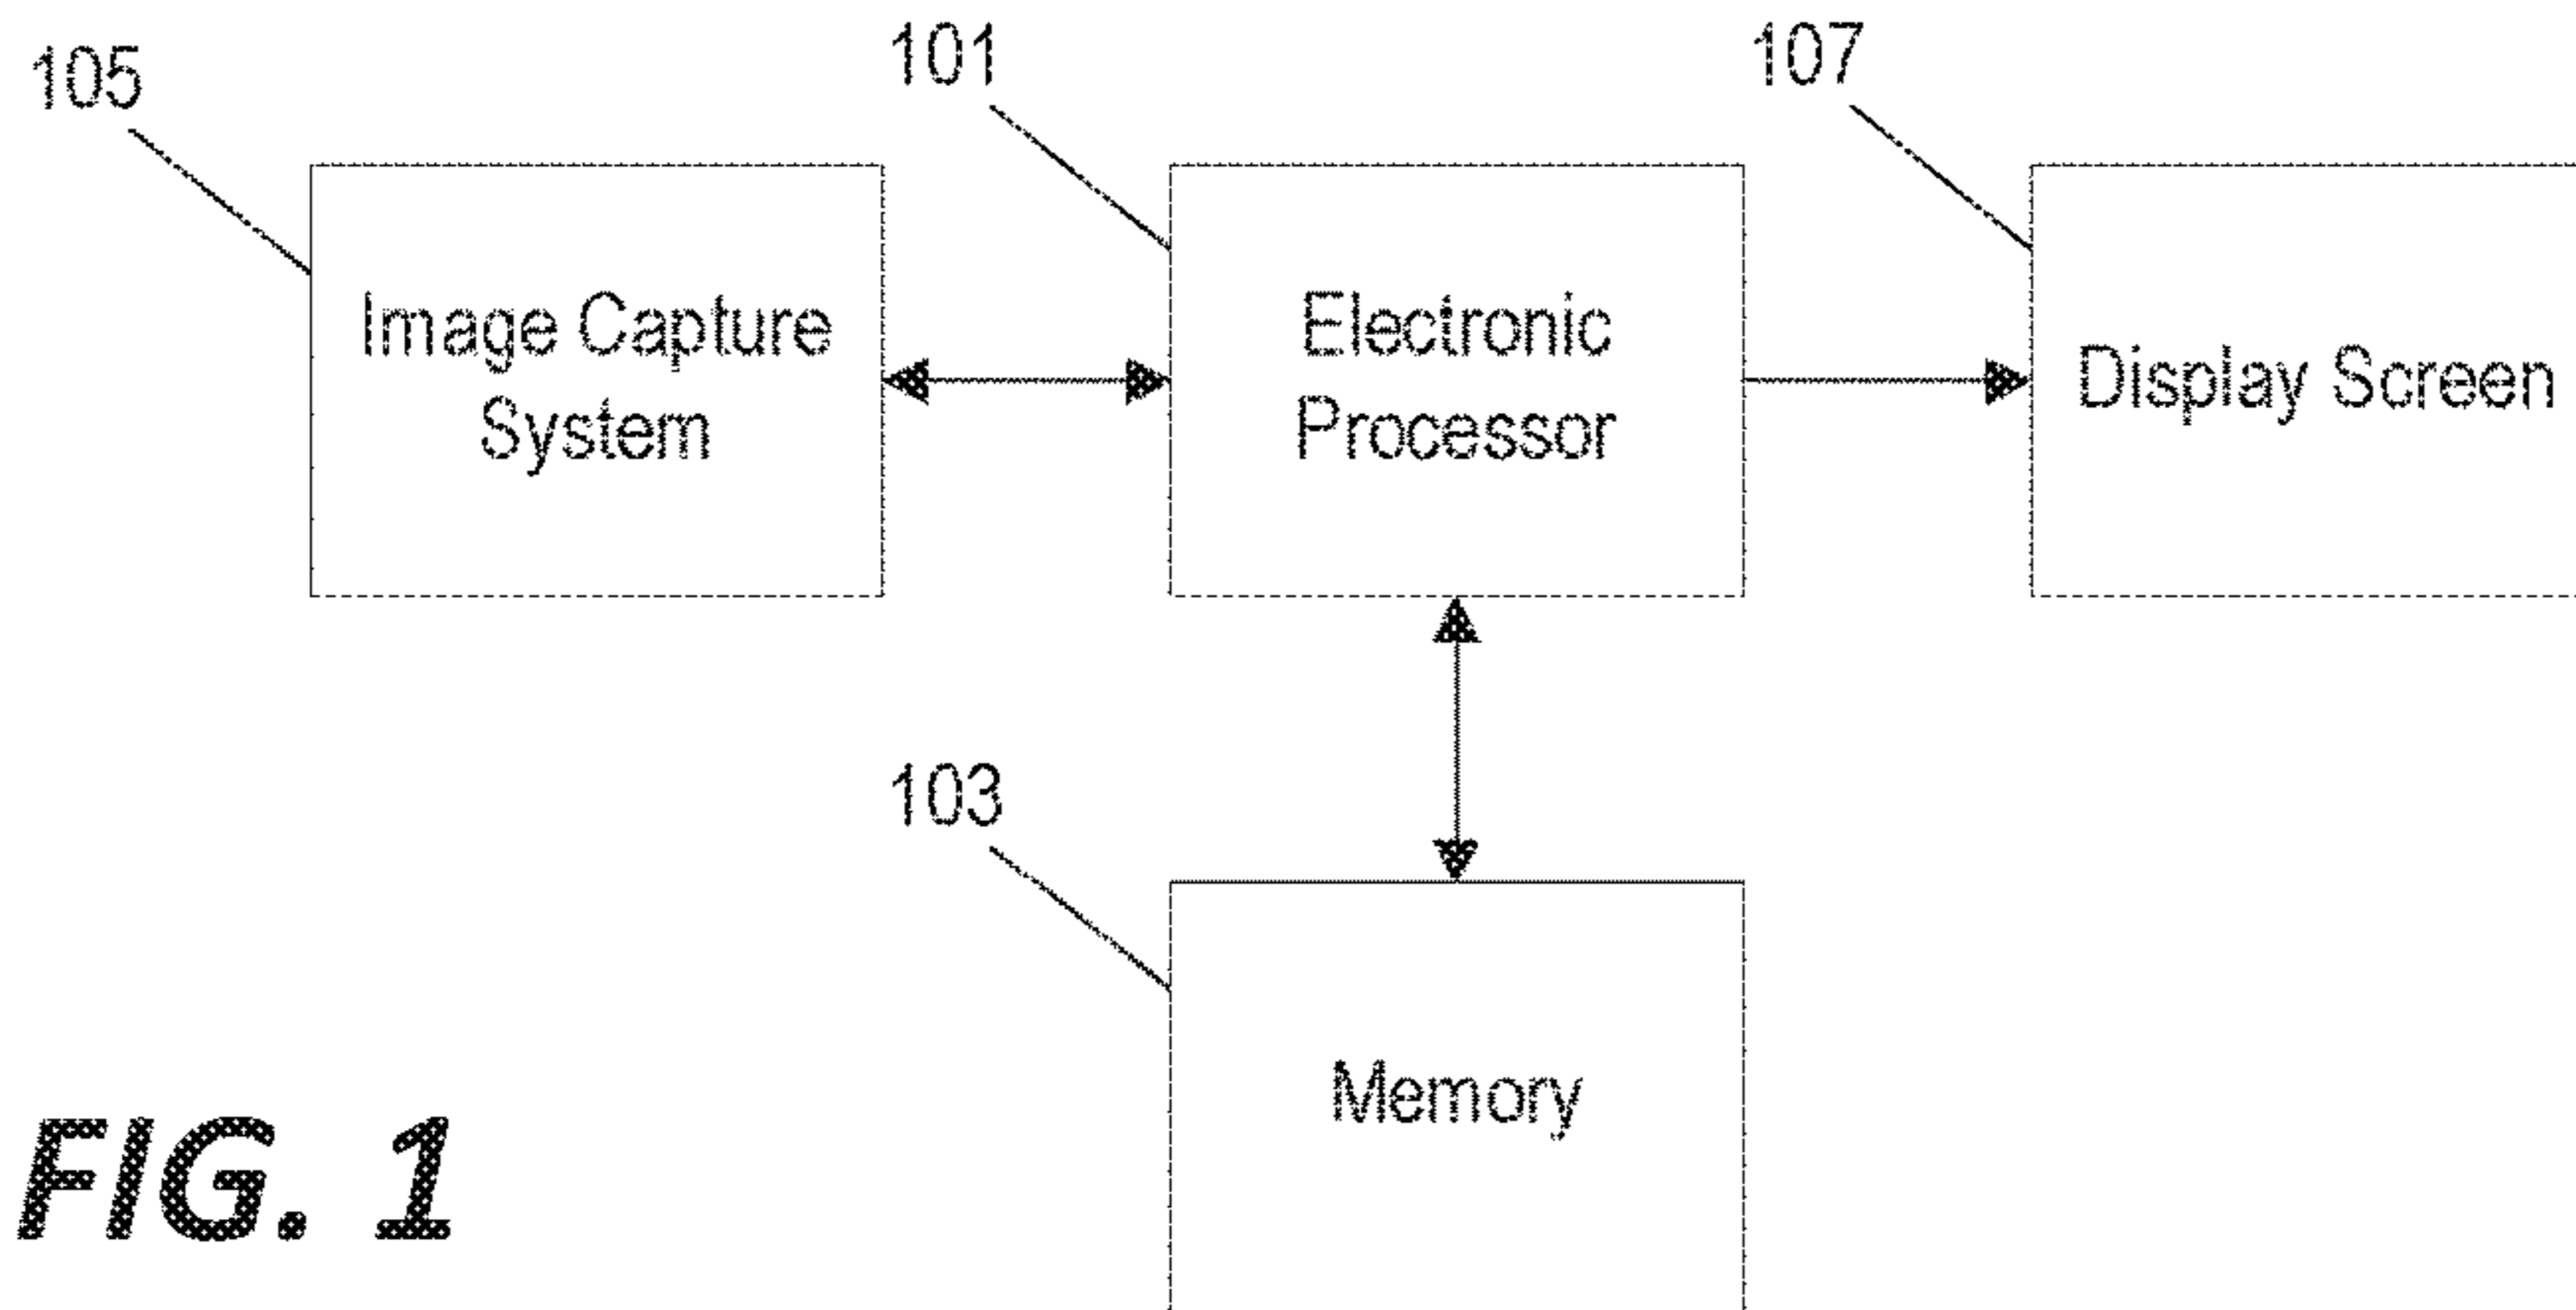 105
101
107
Image Capture
System
Electronic
Processor
Display Screen
103
Memory
FIG. 1